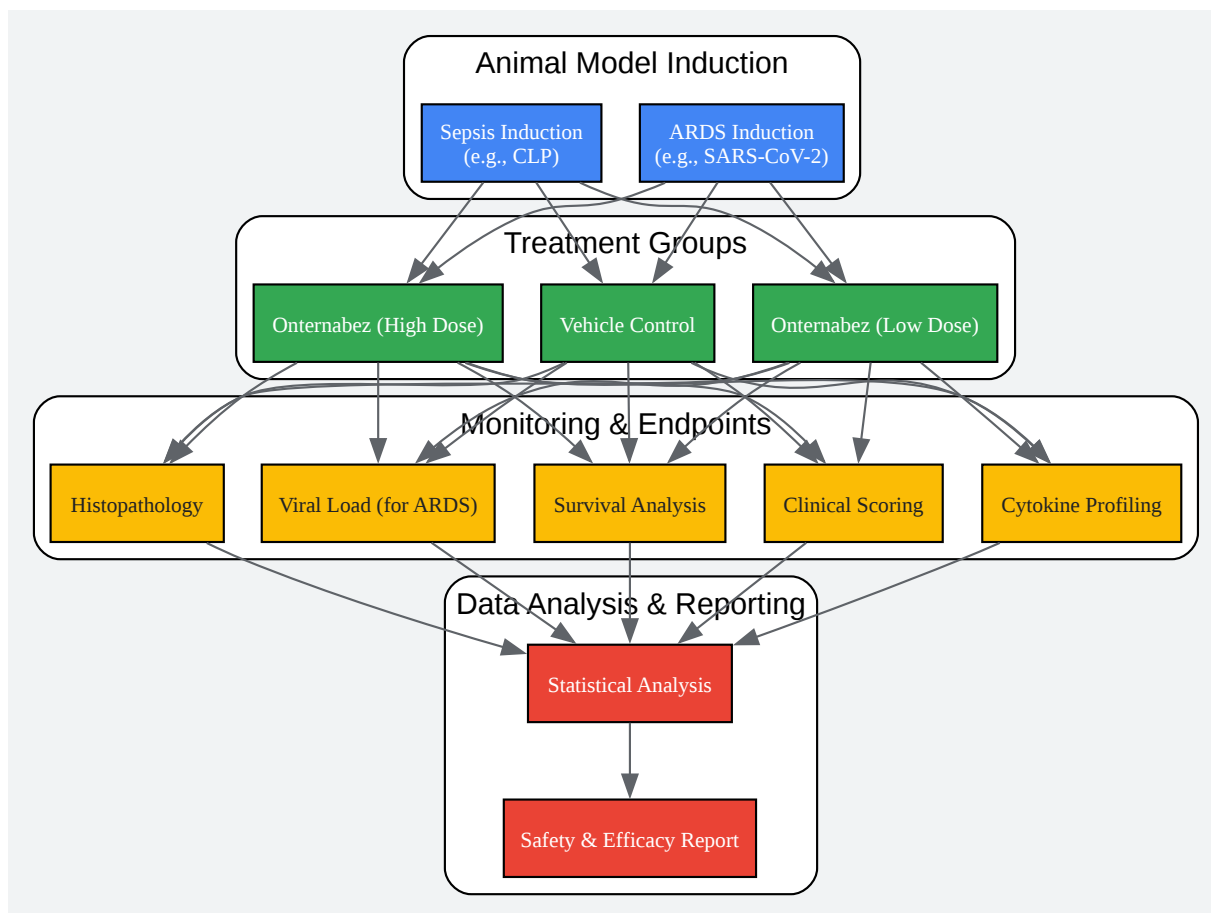 Animal Model Induction
Sepsis Induction
(e.g., CLP)
ARDS Induction
(e.g., SARS-CoV-2)
Treatment Groups
Onternabez (High Dose)
Vehicle Control
Onternabez (Low Dose)
Monitoring & Endpoints
Histopathology
Viral Load (for ARDS)
Survival Analysis
Clinical Scoring
Cytokine Profiling
Data Analysis & Reporting
Statistical Analysis
Safety & Efficacy Report